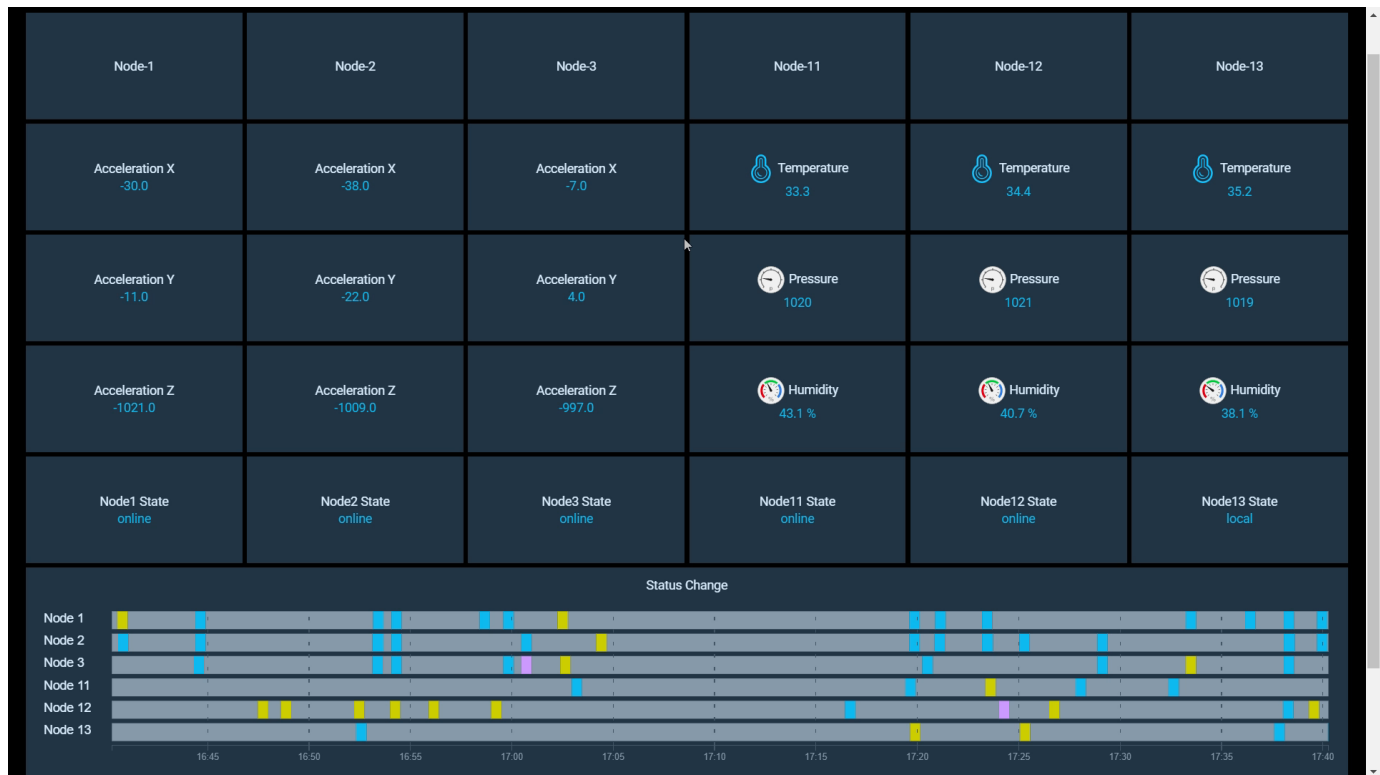 Node-1
Node-2
Node-3
Node-11
Node-12
Node-13
Acceleration X
-30.0
Acceleration X
-38.0
Acceleration X
-7.0
Temperature
33.3
Temperature
34.4
Temperature
35.2
Acceleration Y
-11.0
Acceleration Y
-22.0
Acceleration Y
4.0
Pressure
1020
Pressure
1021
Pressure
1019
Acceleration Z
-1021.0
Acceleration Z
-1009.0
Acceleration Z
-997.0
Humidity
43.1 %
Humidity
40.7 %
Humidity
38.1 %
Node1 State
online
Node2 State
online
Node3 State
online
Node11 State
online
Node12 State
online
Node13 State
local
Status Change
Node 1
Node 2
Node 3
Node 11
Node 12
Node 13
16:45 16:50 16:55 17:00 17:05 17:10 17:15 17:20 17:25 17:30 17:35 17:40